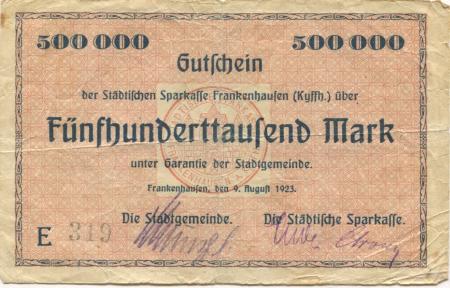 500 000 500 000
Gutschein
der Städtischen Sparkasse Frankenhausen (Kyffh.) über
Fünfhunderttausend Mark
unter Garantie der Stadtgemeinde.
Frankenhausen, den 9. August 1923.
Die Stadtgemeinde. Die Städtische Sparkasse.
E 319